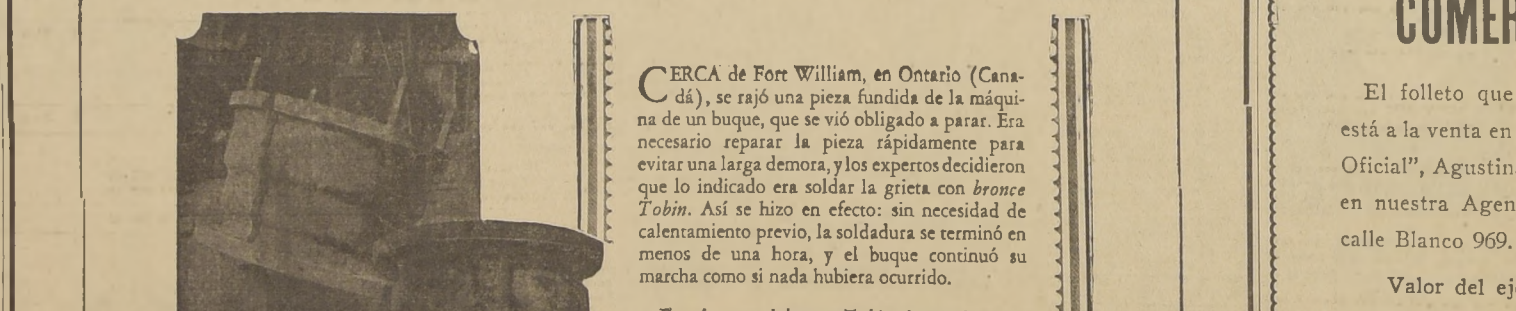 CERCA de Fort William, en Ontario (Cana-
dá), se rajó una pieza fundida de la máqui-
na de un buque, que se vió obligado a parar. Era
necesario reparar la pieza rápidamente para
evitar una larga demora, y los expertos decidieron
que lo indicado era soldar la grieta con bronce
Tobin. Así se hizo en efecto: sin necesidad de
calentamiento previo, la soldadura se terminó en
menos de una hora, y el buque continuó su
marcha como si nada hubiera ocurrido.
COMER
El folleto que
está a la venta en
Oficial”, Agustin
en nuestra Agen
calle Blanco 969.
Valor del ej